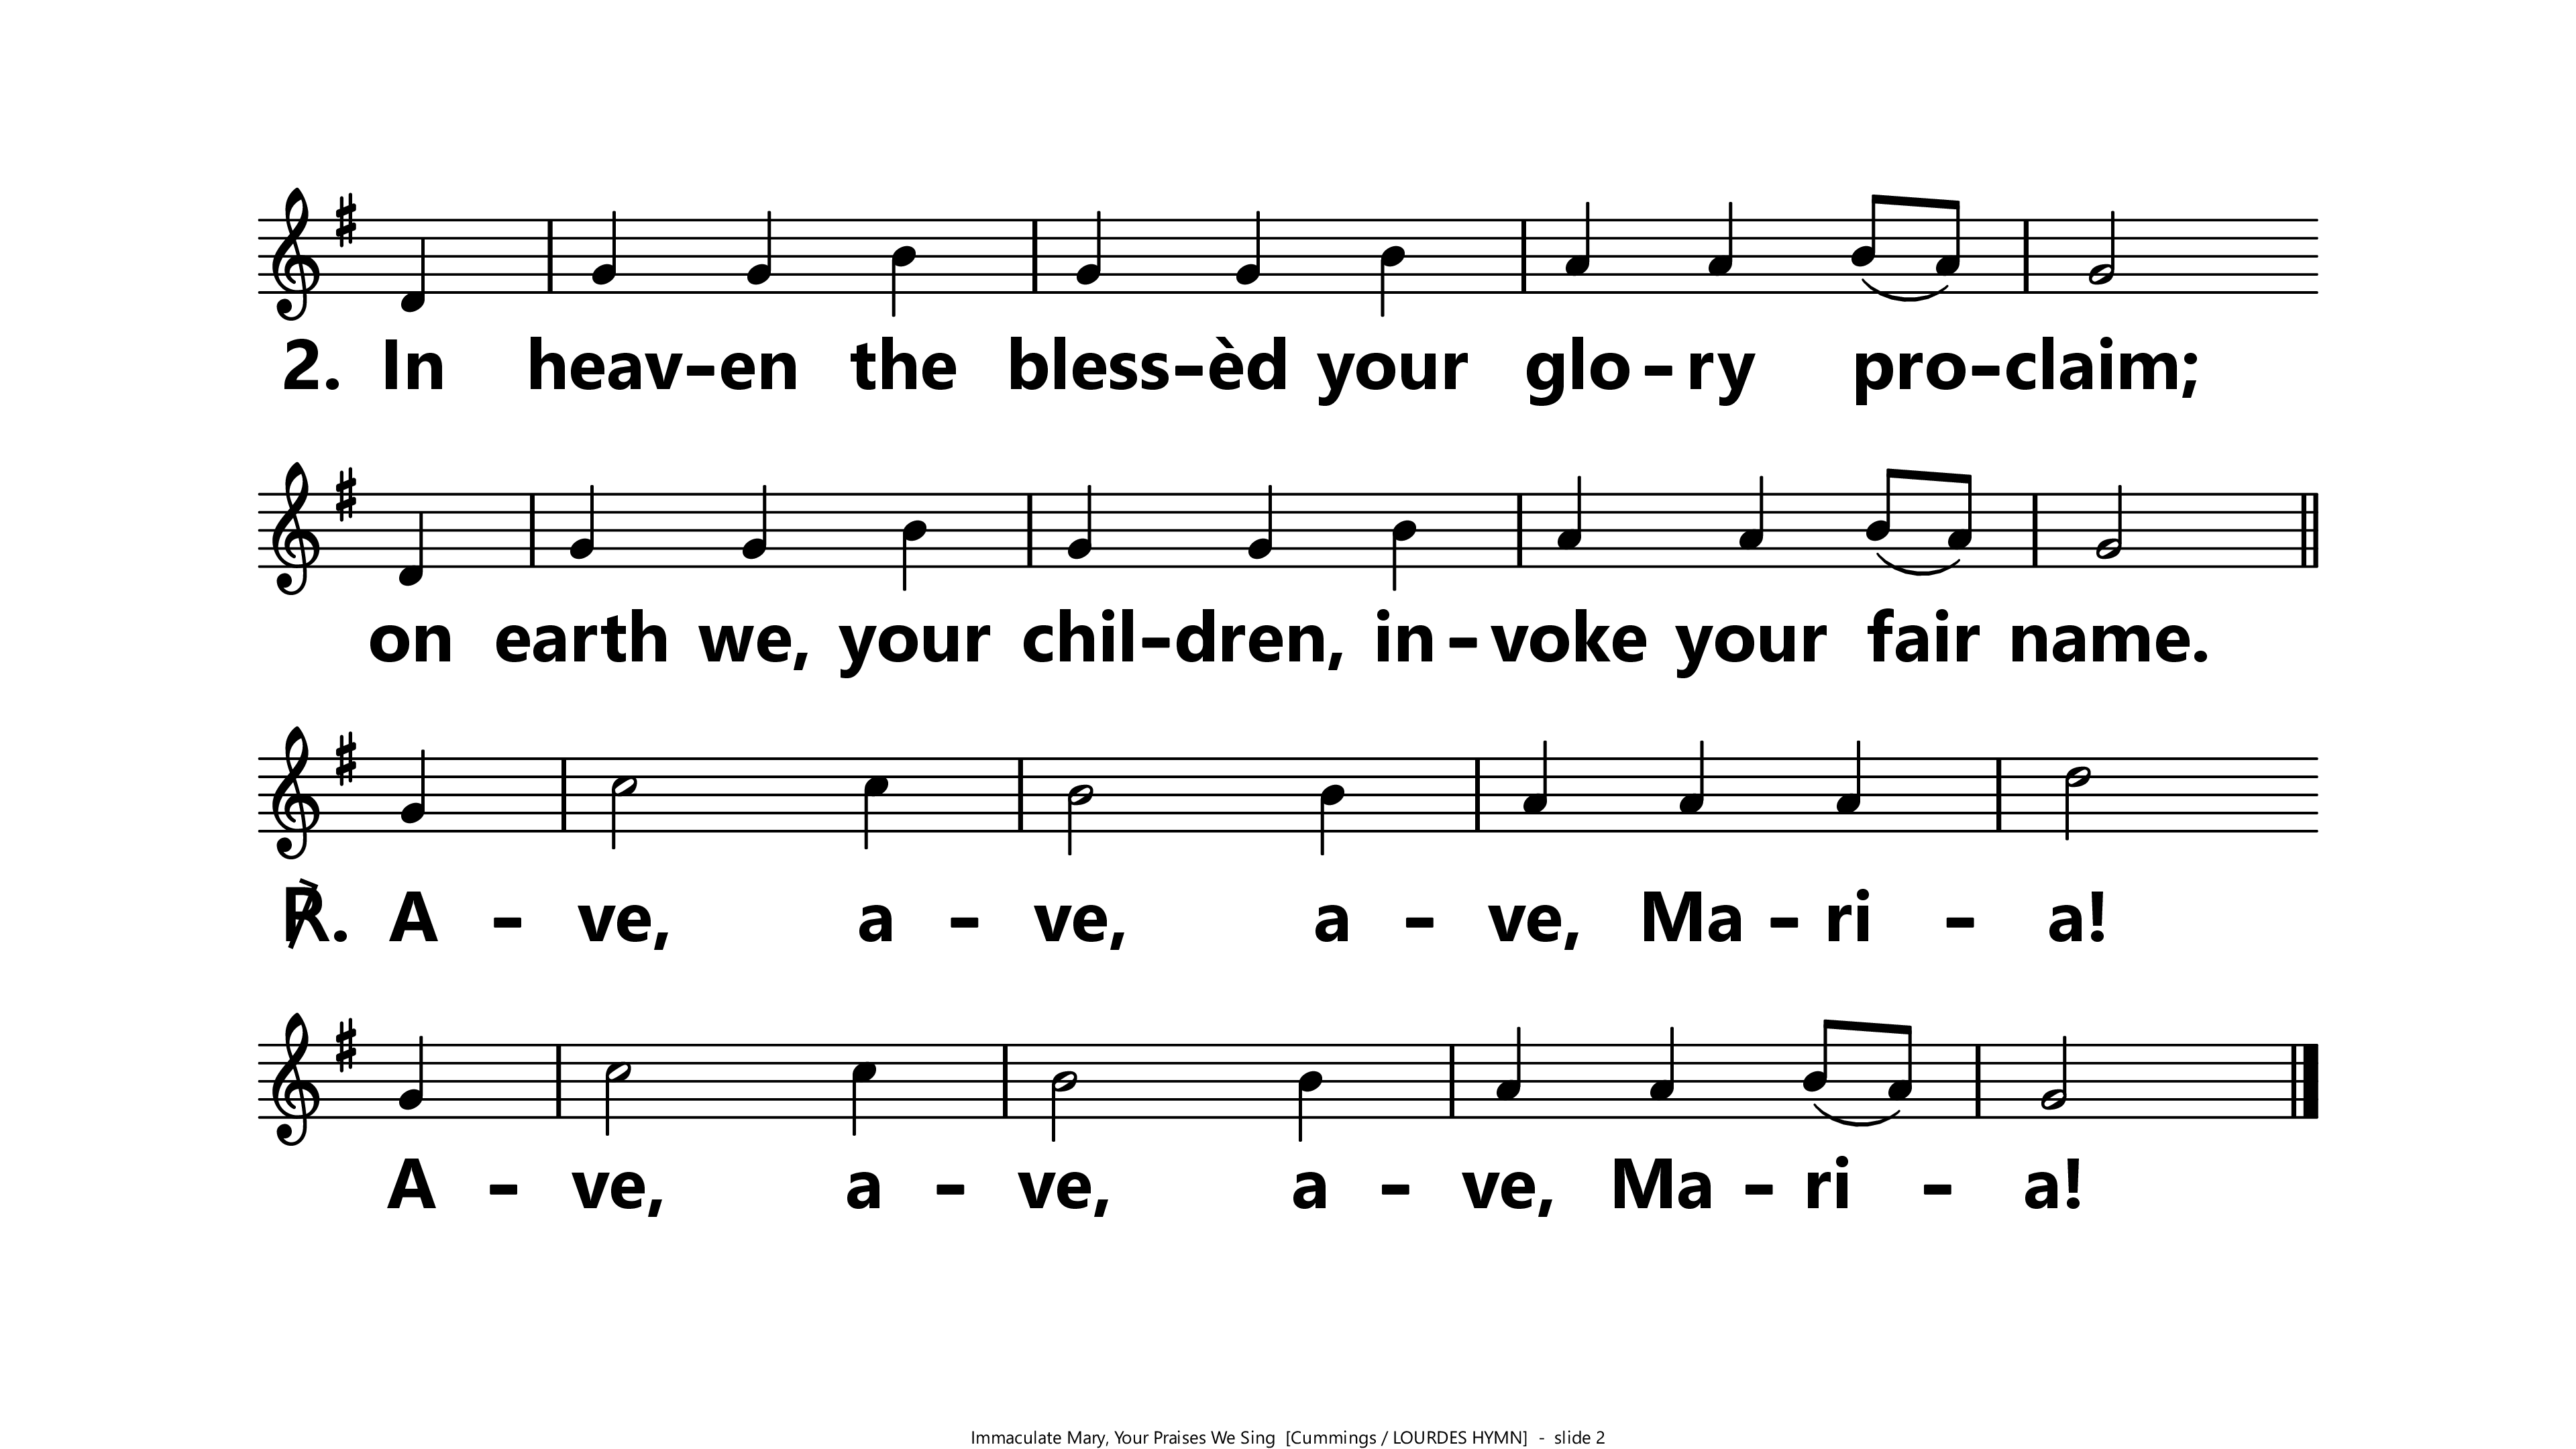 2. In heav-en the bless-èd your glo-ry pro-claim;
on earth we, your chil-dren, in-voke your fair name.
℟. A - ve, a - ve, a - ve, Ma - ri - a!
A - ve, a - ve, a - ve, Ma - ri - a!
Immaculate Mary, Your Praises We Sing [Cummings / LOURDES HYMN] - slide 2